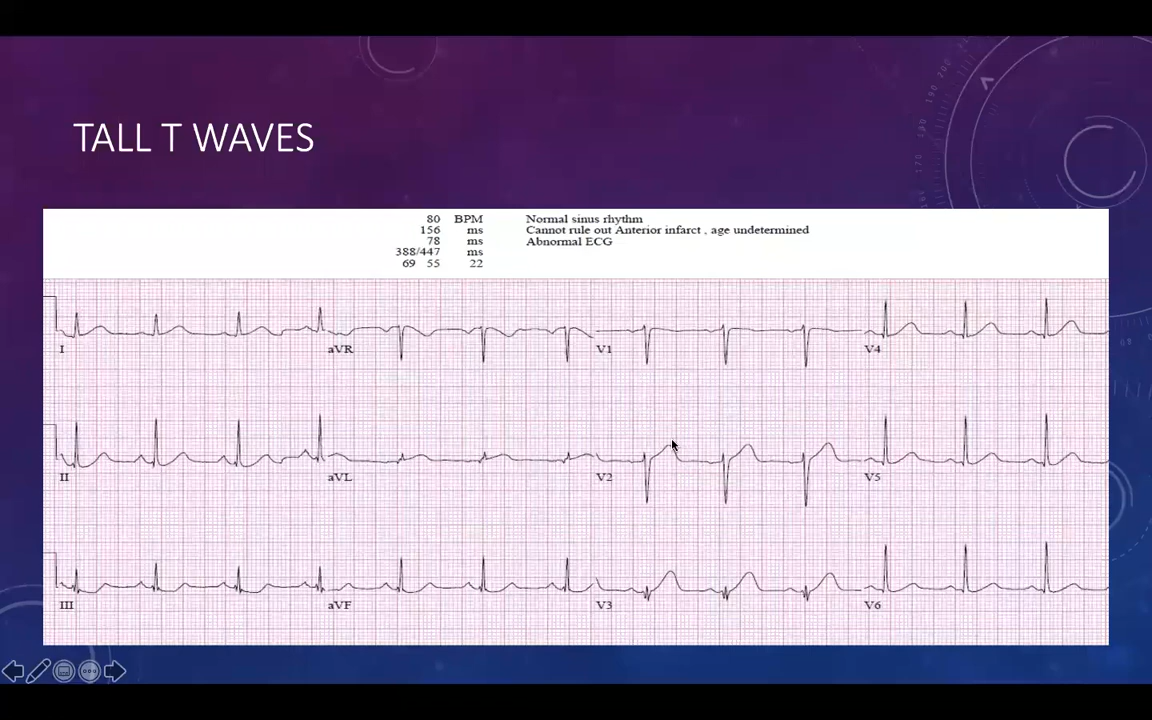 TALL T WAVES
80 BPM Normal sinus rhythm
156 ms Cannot rule out Anterior infarct , age undetermined
78 ms Abnormal ECG
388/447 ms
69 55 22
I aVR V1 V4
II aVL V2 V5
III aVF V3 V6